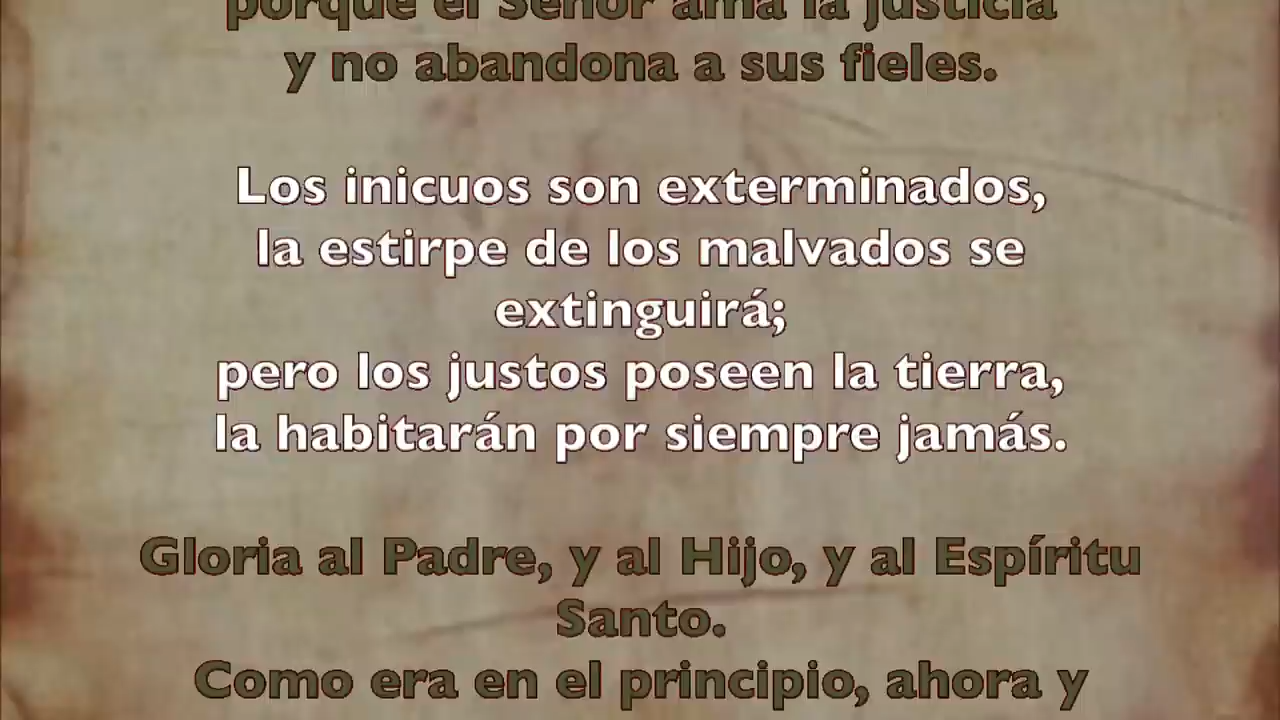 porque el Señor ama la justicia
y no abandona a sus fieles.
Los inicuos son exterminados,
la estirpe de los malvados se
extinguirá;
pero los justos poseen la tierra,
la habitarán por siempre jamás.
Gloria al Padre, y al Hijo, y al Espíritu
Santo.
Como era en el principio, ahora y